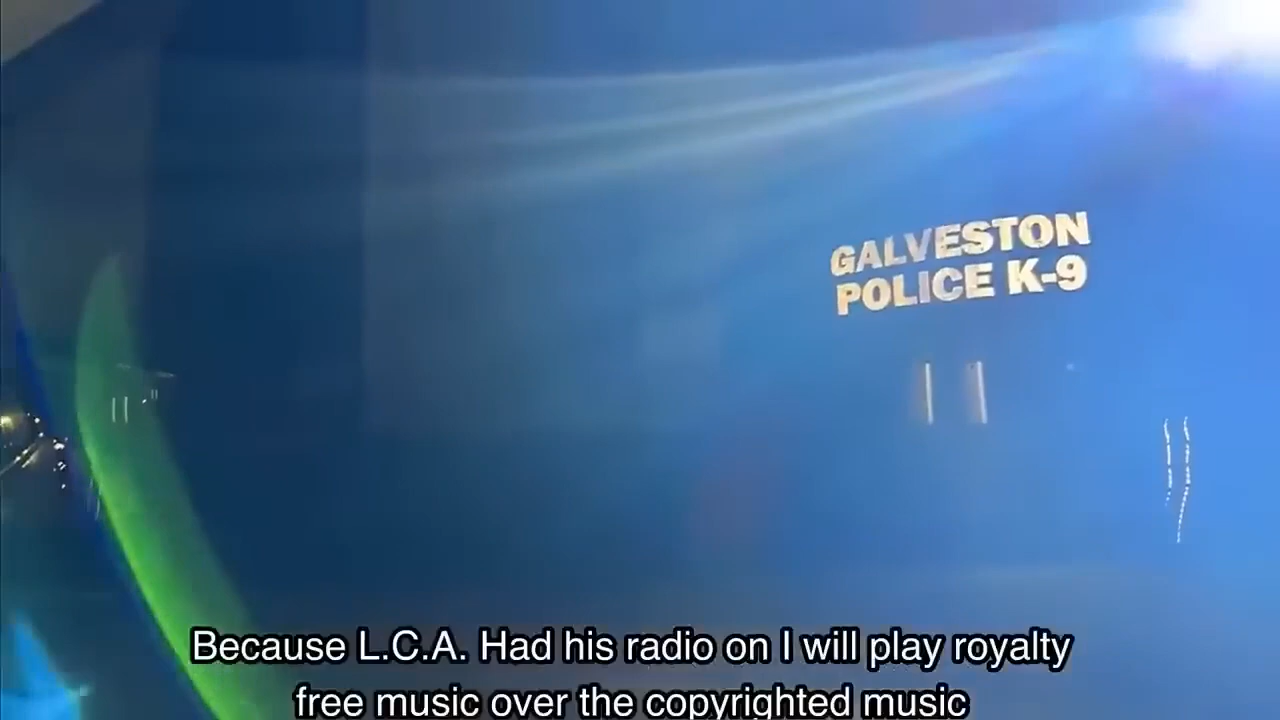 GALVESTON
POLICE K-9
Because L.C.A. Had his radio on I will play royalty
free music over the copyrighted music